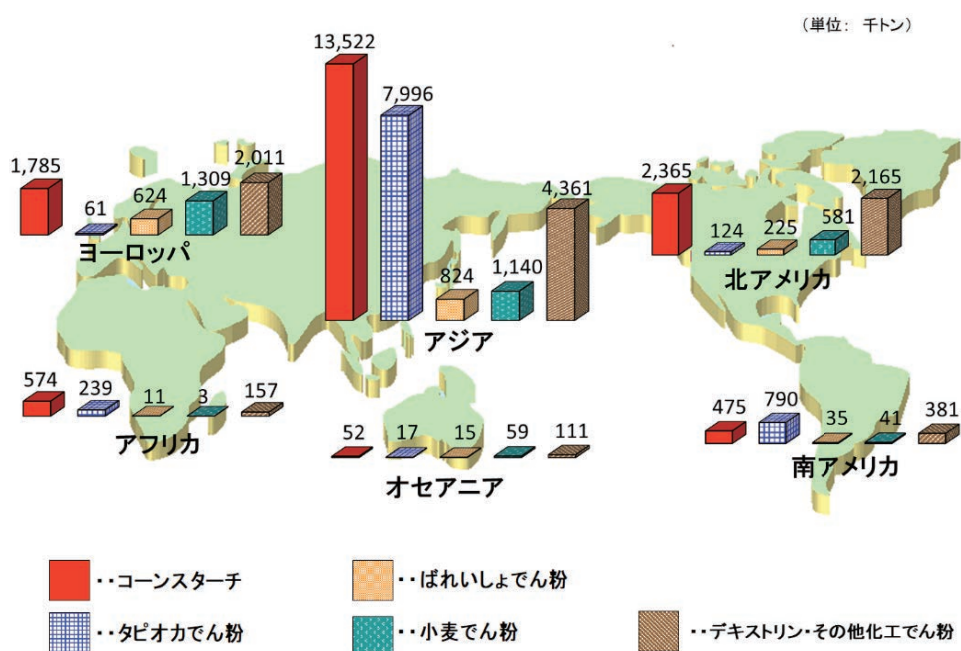 （単位： 千トン）
13,522
7,996
1,785
61
624
1,309
2,011
ヨーロッパ
824
1,140
4,361
アジア
2,365
124
225
581
2,165
北アメリカ
574
239
11
3
157
アフリカ
52
17
15
59
111
オセアニア
475
790
35
41
381
南アメリカ
・・コーンスターチ
・・ばれいしょでん粉
・・タピオカでん粉
・・小麦でん粉
・・デキストリン・その他化工でん粉